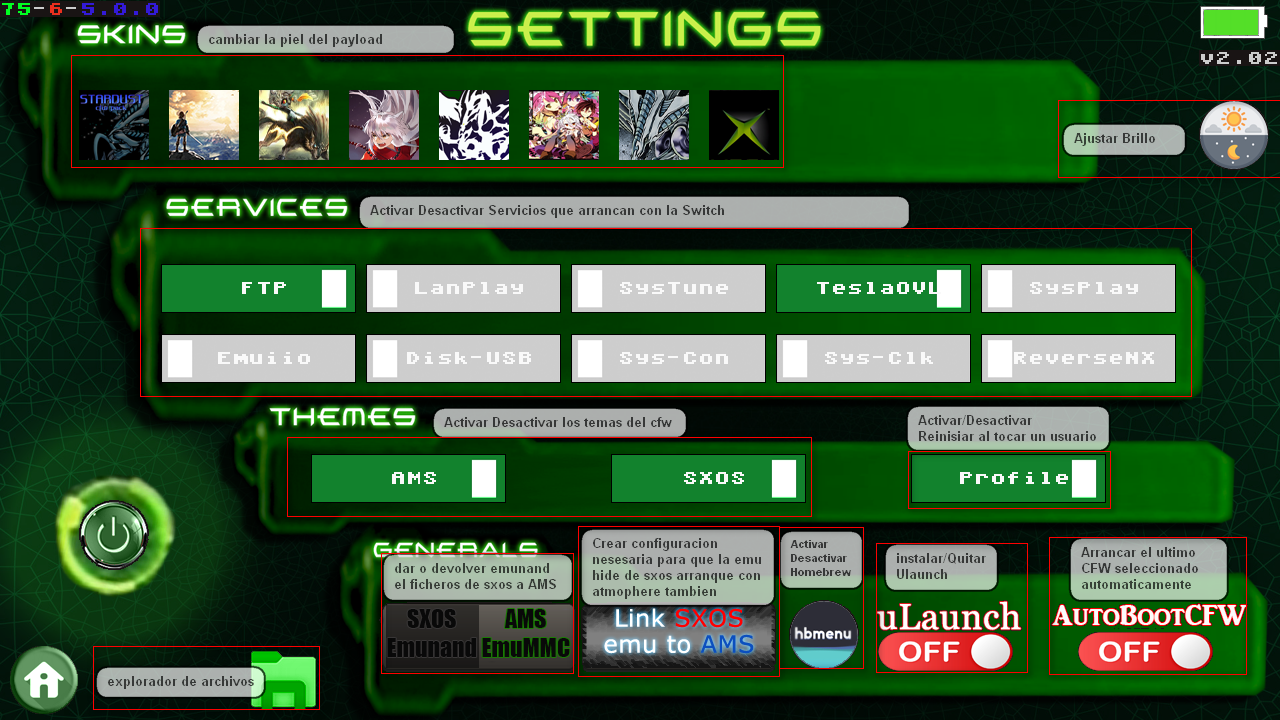 75-6-5.0.0
SETTINGS
SKINS
cambiar la piel del payload
v2.02
STARDUST
Ajustar Brillo
SERVICES
Activar Desactivar Servicios que arrancan con la Switch
FTP
LanPlay
SysTune
TeslaOVL
SysPlay
Emuiio
Disk-USB
Sys-Con
Sys-Clk
ReverseNX
THEMES
Activar Desactivar los temas del cfw
Activar/Desactivar
Reinisiar al tocar un usuario
AMS
SXOS
Profile
GENERALS
dar o devolver emunand
el ficheros de sxos a AMS
SXOS
Emunand
AMS
EmuMMC
Crear configuracion
nesesaria para que la emu
hide de sxos arranque con
atmophere tambien
Link SXOS
emu to AMS
Activar
Desactivar
Homebrew
hbmenu
instalar/Quitar
Ulaunch
uLaunch
OFF
Arrancar el ultimo
CFW seleccionado
automaticamente
AUTOBOOTCFW
OFF
explorador de archivos